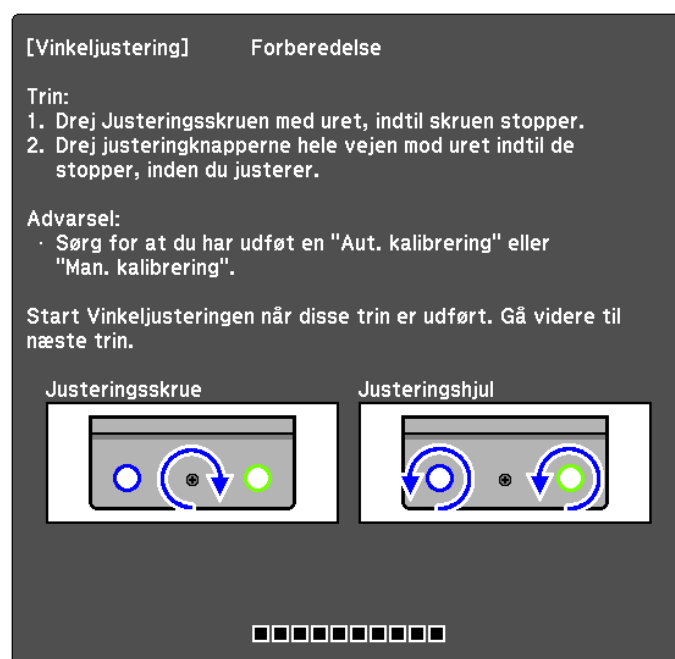 [Vinkeljustering] Forberedelse
Trin:
1. Drej Justeringsskruen med uret, indtil skruen stopper.
2. Drej justeringknapperne hele vejen mod uret indtil de
stopper, inden du justerer.
Advarsel:
· Sørg for at du har udføt en "Aut. kalibrering" eller
"Man. kalibrering".
Start Vinkeljusteringen når disse trin er udført. Gå videre til
næste trin.
Justeringsskrue Justeringshjul